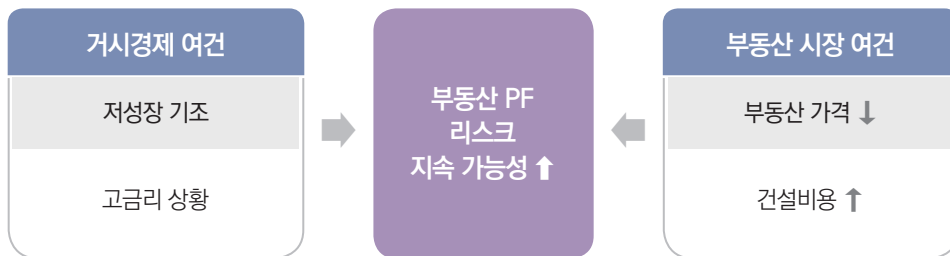 거시경제 여건
저성장 기조
고금리 상황
부동산 PF
리스크
지속 가능성 ⬆
부동산 시장 여건
부동산 가격 ↓
건설비용 ↑